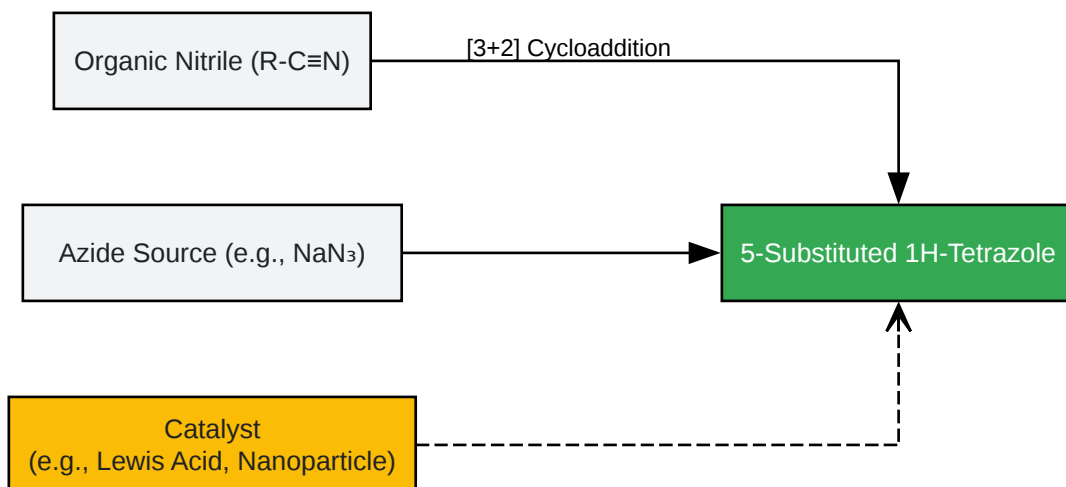 [3+2] Cycloaddition
Organic Nitrile (R-C≡N)
Azide Source (e.g., NaN₃)
5-Substituted 1H-Tetrazole
Catalyst
(e.g., Lewis Acid, Nanoparticle)